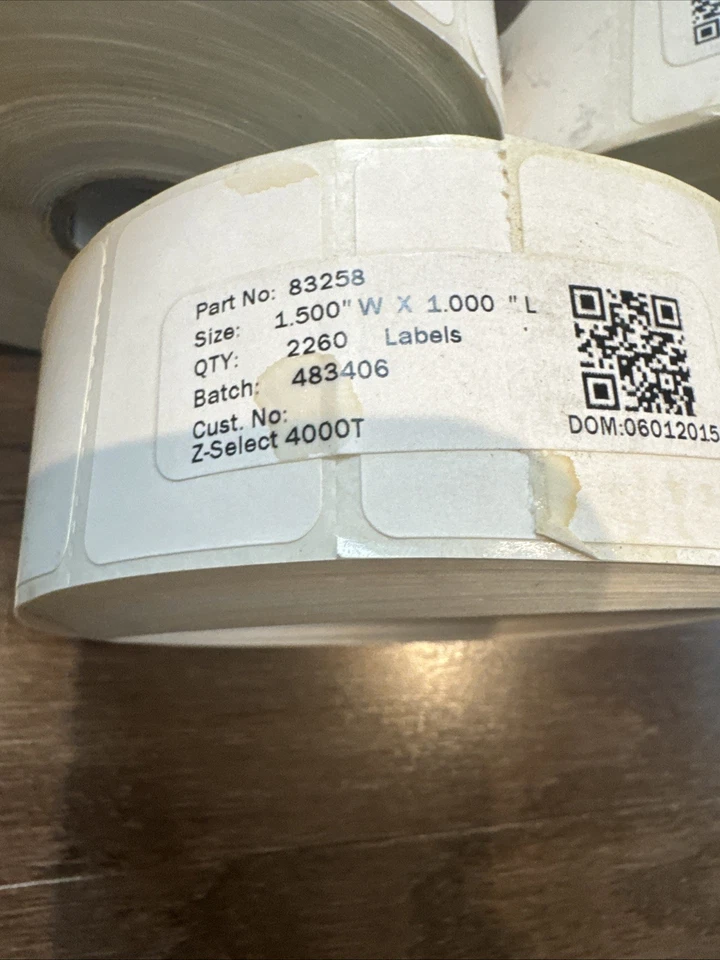 Part No: 83258
Size: 1.500" W X 1.000 " L
QTY: 2260 Labels
Batch: 483406
Cust. No:
Z-Select 4000T
DOM:06012015